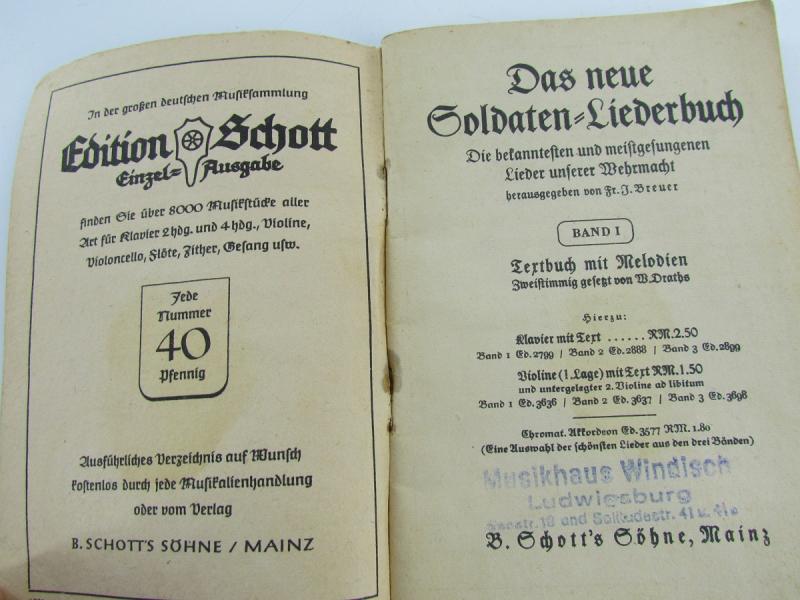 In der großen deutschen Musiksammlung
Edition Schott
Einzel=Ausgabe
finden Sie über 8000 Musikstücke aller
Art für Klavier 2hdg. und 4hdg., Violine,
Violoncello, Flöte, Zither, Gesang usw.
Jede
Nummer
40
Pfennig
Ausführliches Verzeichnis auf Wunsch
kostenlos durch jede Musikalienhandlung
oder vom Verlag
B. SCHOTT'S SÖHNE / MAINZ
Das neue
Soldaten=Liederbuch
Die bekanntesten und meistgesungenen
Lieder unserer Wehrmacht
herausgegeben von Fr. J. Breuer
BAND I
Textbuch mit Melodien
Zweistimmig gesetzt von W. Draths
Hierzu:
Klavier mit Text ...... RM. 2.50
Band 1 Ed. 2799 / Band 2 Ed. 2888 / Band 3 Ed. 2899
Violine (1. Lage) mit Text RM. 1.50
und untergelegter 2. Violine ad libitum
Band 1 Ed. 3636 / Band 2 Ed. 3637 / Band 3 Ed. 3698
Chromat. Akkordeon Ed. 3577 RM. 1.80
(Eine Auswahl der schönsten Lieder aus den drei Bänden)
Musikhaus Windisch
Ludwigsburg
18 und Solitudestr. 41 u. 41a
B. Schott's Söhne, Mainz